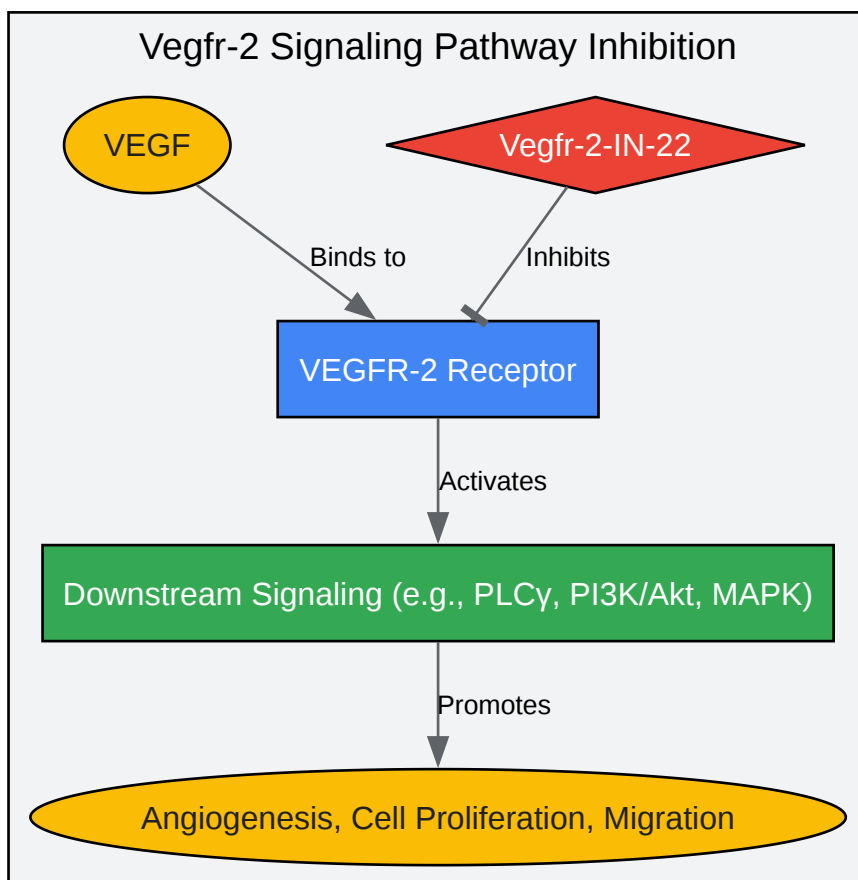 Vegfr-2 Signaling Pathway Inhibition
VEGF
Vegfr-2-IN-22
Binds to
Inhibits
VEGFR-2 Receptor
Activates
Downstream Signaling (e.g., PLCγ, PI3K/Akt, MAPK)
Promotes
Angiogenesis, Cell Proliferation, Migration